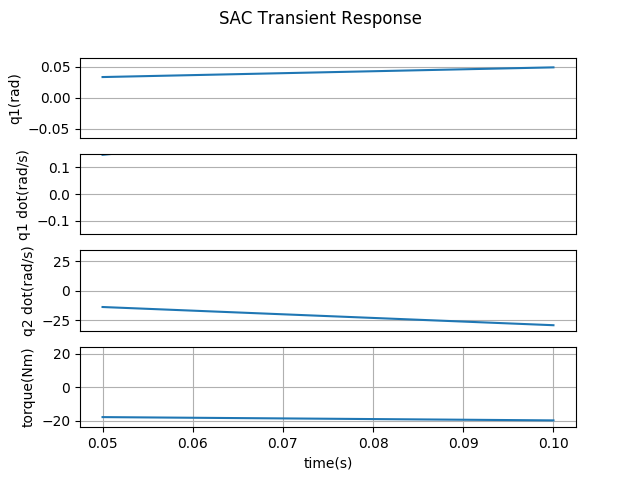 SAC Transient Response
q1(rad)
0.05
0.00
−0.05
q1 dot(rad/s)
0.1
0.0
−0.1
q2 dot(rad/s)
25
0
−25
torque(Nm)
20
0
−20
0.05 0.06 0.07 0.08 0.09 0.10
time(s)